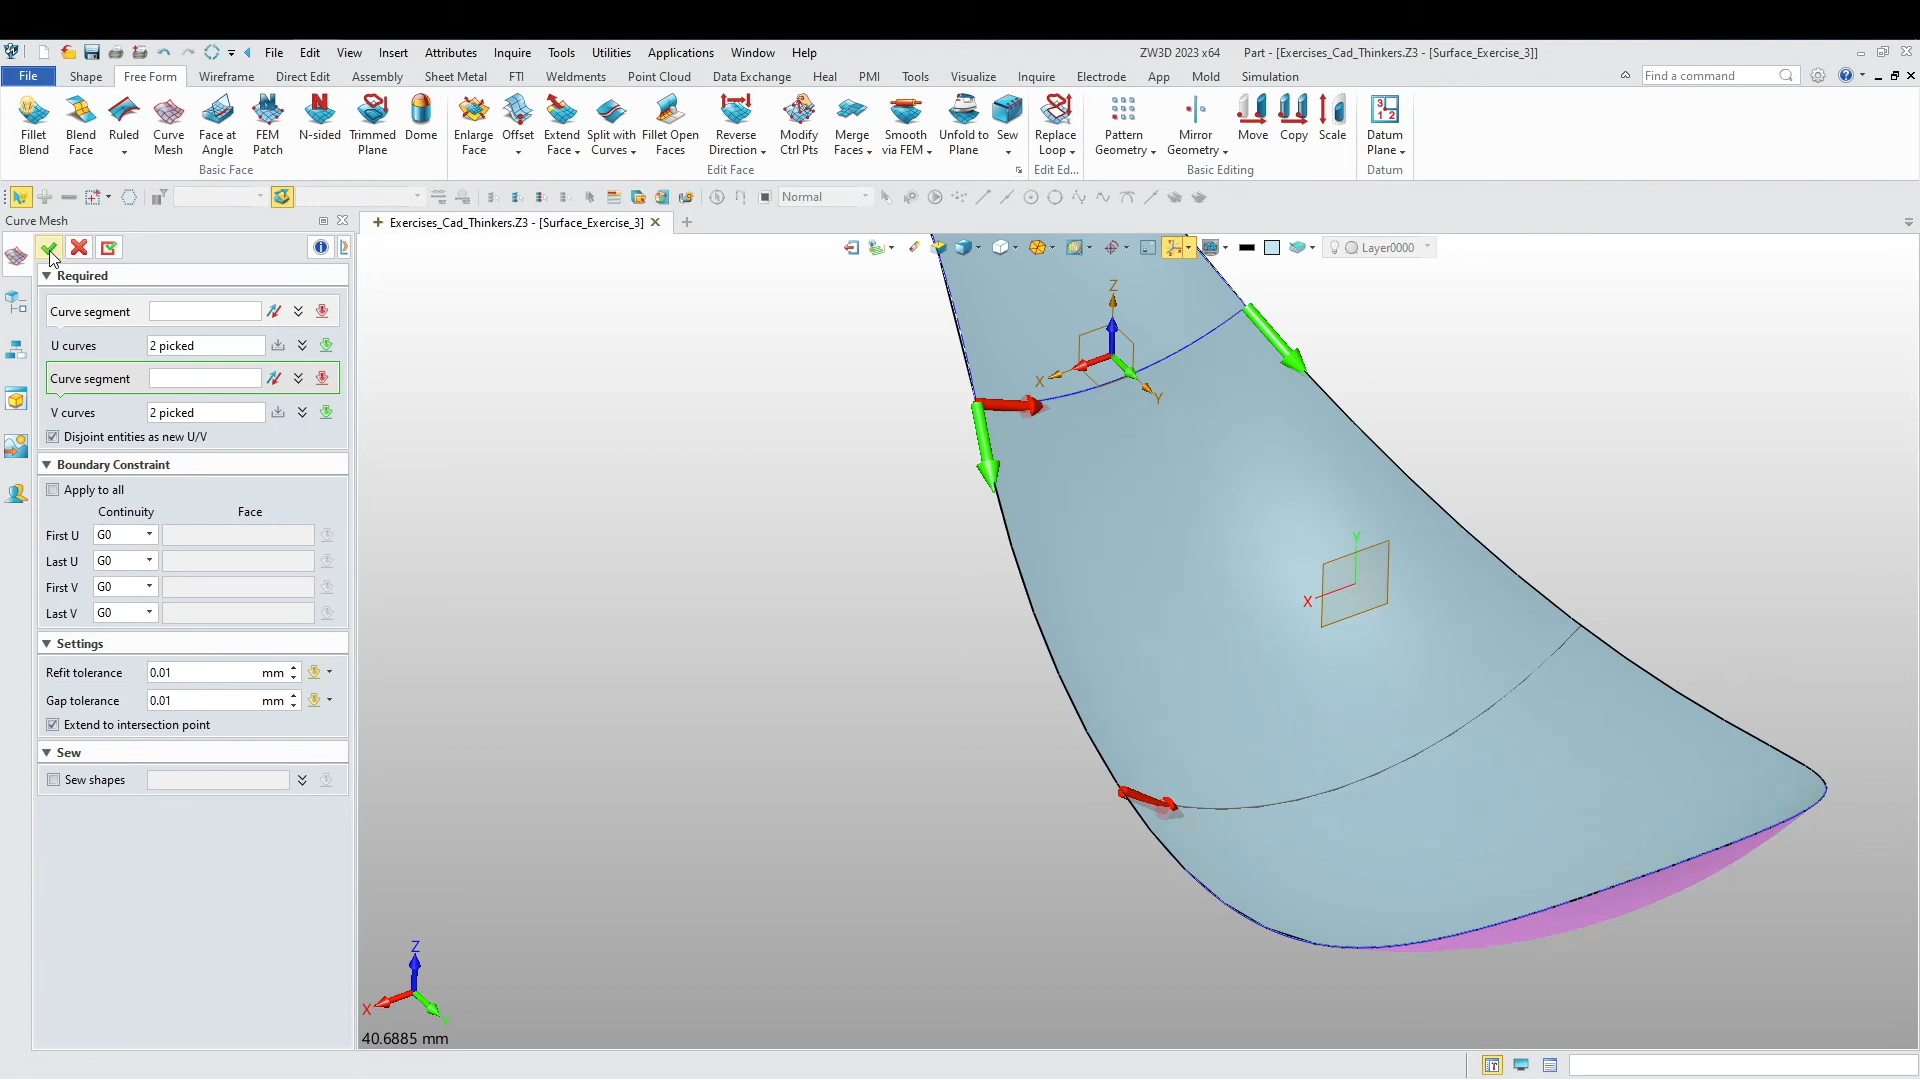 File Edit View Insert Attributes Inquire Tools Utilities Applications Window Help ZW3D 2023 x64 Part - [Exercises_Cad_Thinkers.Z3 - [Surface_Exercise_3]]
File Shape Free Form Wireframe Direct Edit Assembly Sheet Metal FTI Weldments Point Cloud Data Exchange Heal PMI Tools Visualize Inquire Electrode App Mold Simulation Find a command
Fillet Blend Ruled Curve Face at FEM N-sided Trimmed Dome Enlarge Offset Extend Split with Fillet Open Reverse Modify Merge Smooth Unfold to Sew Replace Pattern Mirror Move Copy Scale Datum
Blend Face Mesh Angle Patch Plane Face Face Curves Faces Direction Ctrl Pts Faces via FEM Plane Loop Geometry Geometry Plane
Basic Face Edit Face Edit Ed... Basic Editing Datum
Normal
Curve Mesh Exercises_Cad_Thinkers.Z3 - [Surface_Exercise_3]
Layer0000
Required
Curve segment
U curves 2 picked
Curve segment
V curves 2 picked
Disjoint entities as new U/V
Boundary Constraint
Apply to all
Continuity Face
First U G0
Last U G0
First V G0
Last V G0
Settings
Refit tolerance 0.01 mm
Gap tolerance 0.01 mm
Extend to intersection point
Sew
Sew shapes
Z
X
Y
Y
X
Z
X
Y
40.6885 mm